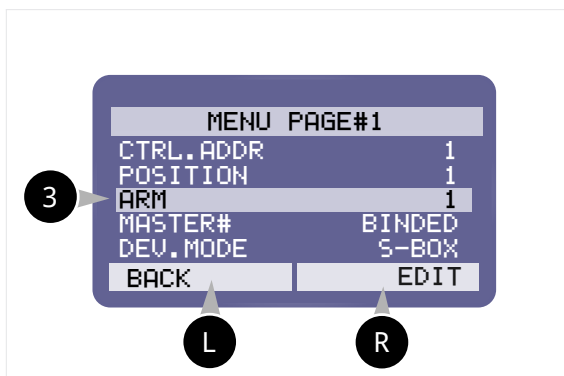 MENU PAGE#1
CTRL.ADDR 1
POSITION 1
3
ARM 1
MASTER# BINDED
DEV.MODE S-BOX
BACK EDIT
L R